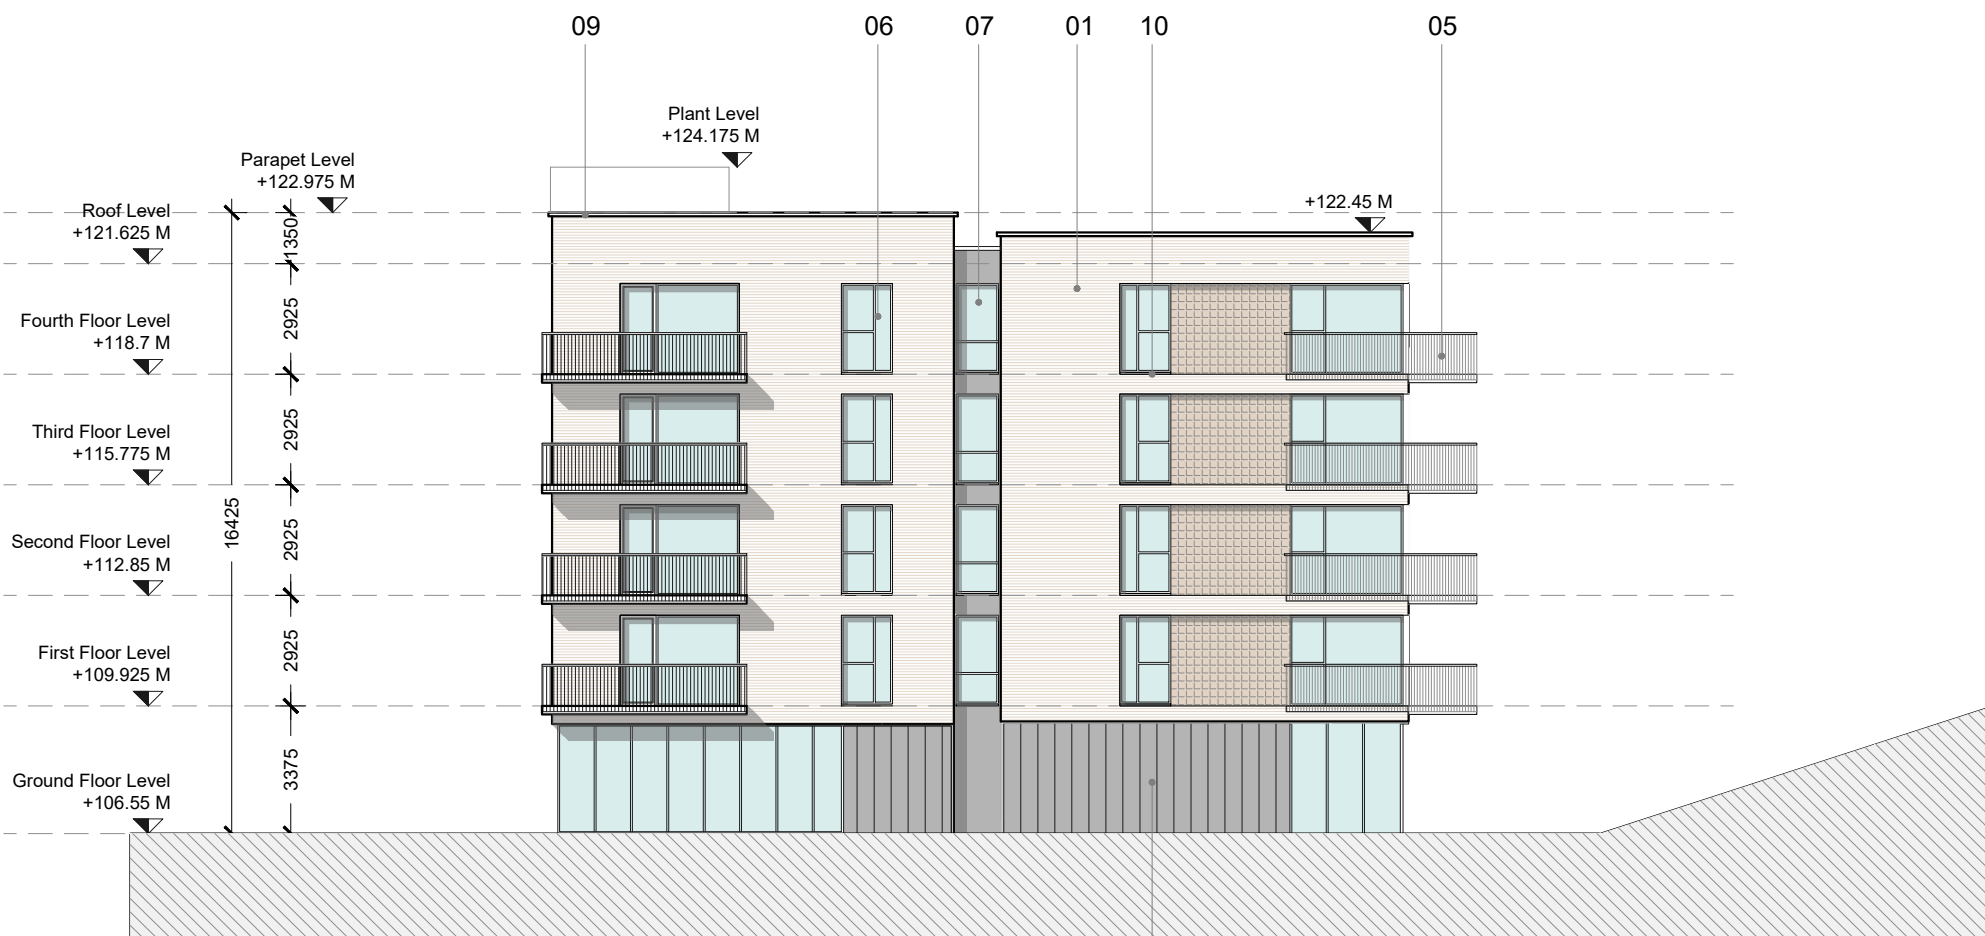 09
06
07
01
10
05
Plant Level
+124.175 M
Parapet Level
+122.975 M
+122.45 M
Roof Level
+121.625 M
1350
2925
Fourth Floor Level
+118.7 M
2925
Third Floor Level
+115.775 M
16425
2925
Second Floor Level
+112.85 M
2925
First Floor Level
+109.925 M
3375
Ground Floor Level
+106.55 M